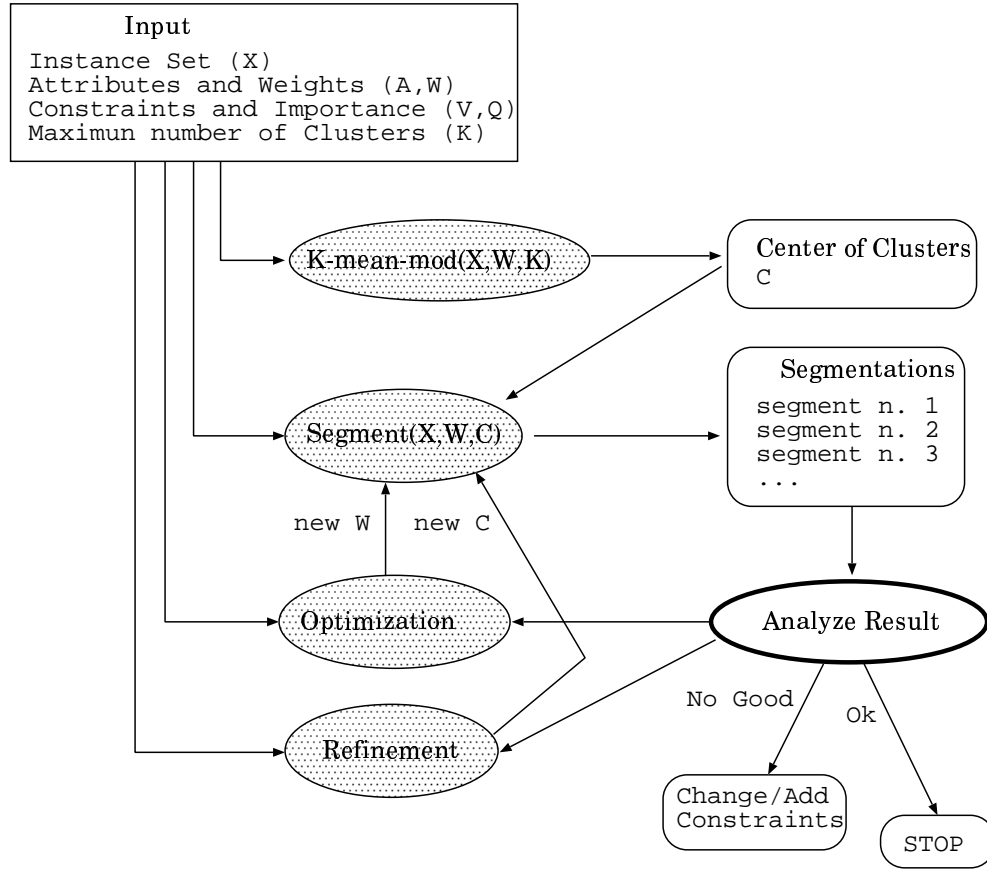 Input
Instance Set (X)
Attributes and Weights (A,W)
Constraints and Importance (V,Q)
Maximun number of Clusters (K)
K-mean-mod(X,W,K)
Center of Clusters
C
Segmentations
segment n. 1
segment n. 2
segment n. 3
...
Segment(X,W,C)
new W
new C
Optimization
Analyze Result
No Good
Ok
Refinement
Change/Add
Constraints
STOP